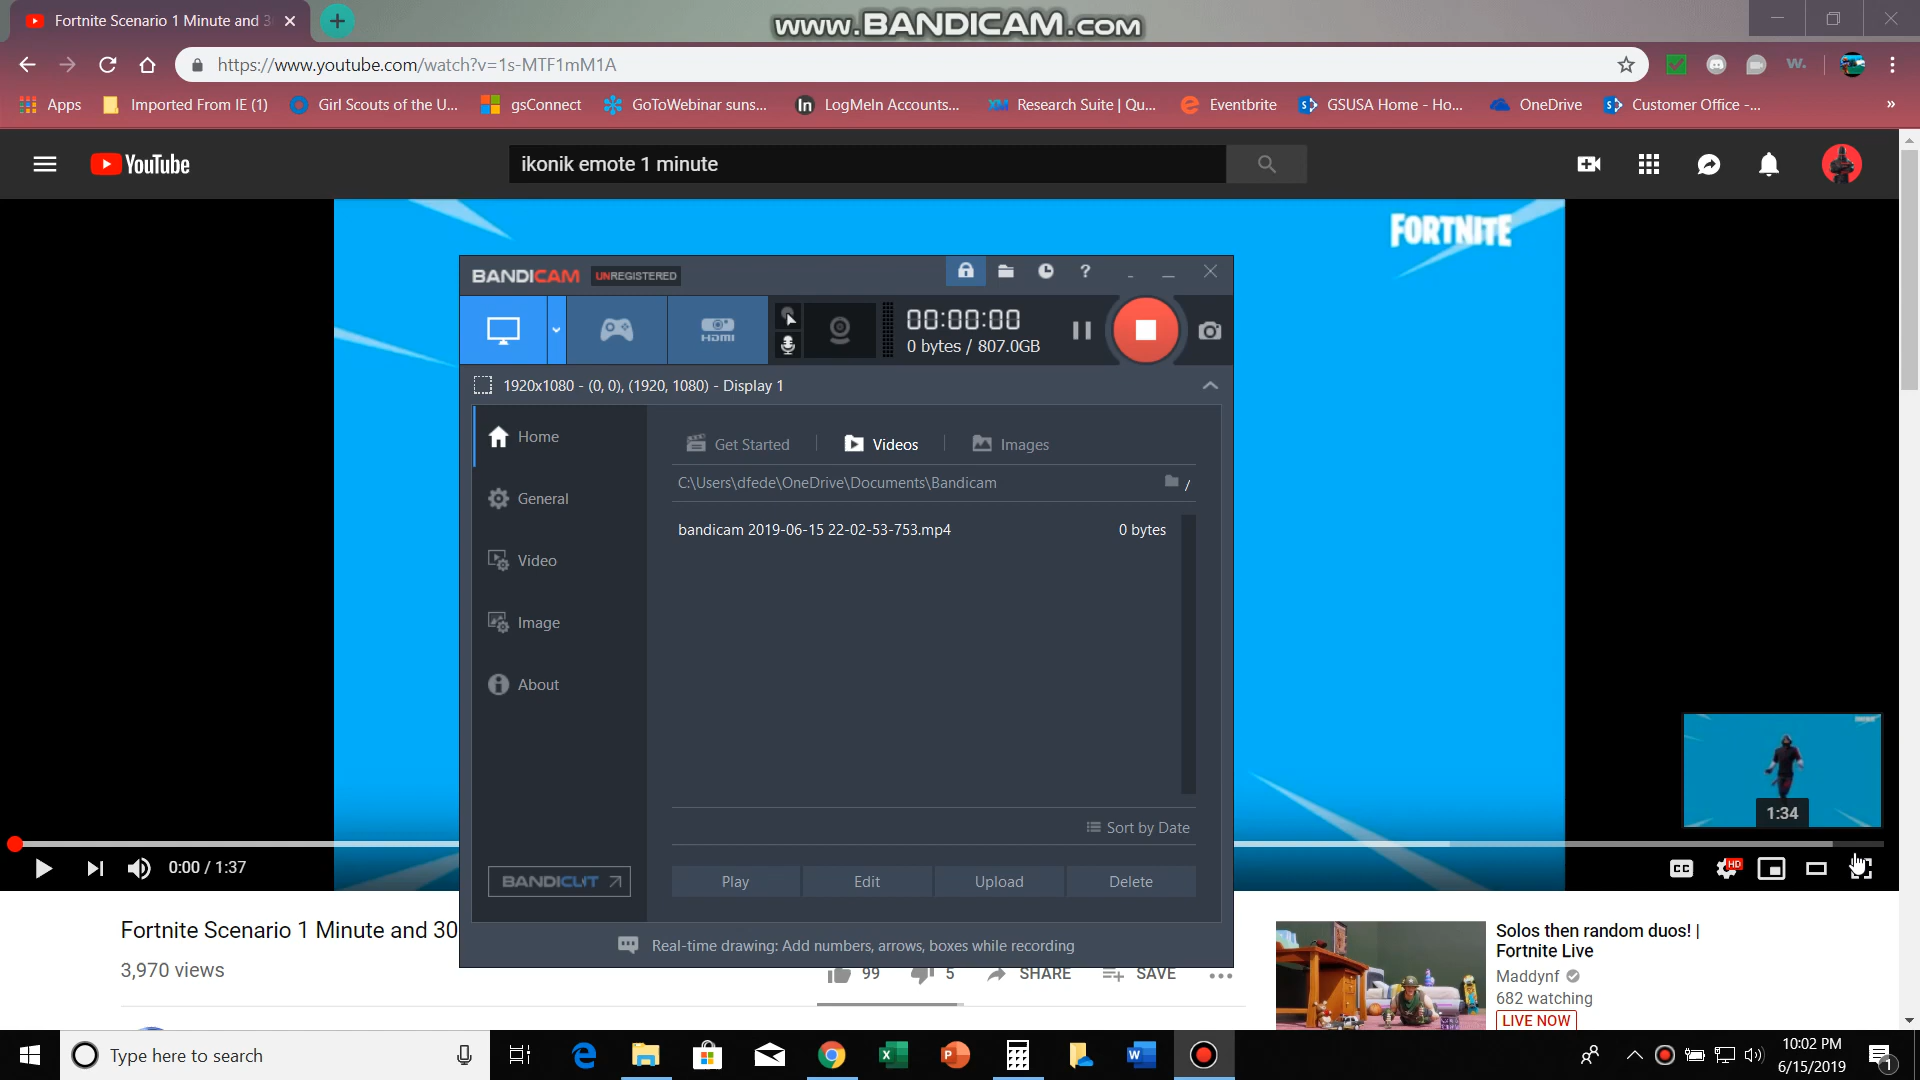 Fortnite Scenario 1 Minute and 3
www.BANDICAM.com
https://www.youtube.com/watch?v=1s-MTF1mM1A
Apps
Imported From IE (1)
Girl Scouts of the U...
gsConnect
GoToWebinar suns...
LogMeIn Accounts...
Research Suite | Qu...
Eventbrite
GSUSA Home - Ho...
OneDrive
Customer Office -...
»
YouTube
ikonik emote 1 minute
FORTNITE
BANDICAM UNREGISTERED
?
HDMI
00:00:00
0 bytes / 807.0GB
1920x1080 - (0, 0), (1920, 1080) - Display 1
Home
General
Video
Image
About
Get Started
Videos
Images
C:\Users\dfede\OneDrive\Documents\Bandicam
/
bandicam 2019-06-15 22-02-53-753.mp4
0 bytes
Sort by Date
BANDICUT
Play
Edit
Upload
Delete
Real-time drawing: Add numbers, arrows, boxes while recording
1:34
0:00 / 1:37
CC
HD
Fortnite Scenario 1 Minute and 30
3,970 views
99
5
SHARE
SAVE
Solos then random duos! |
Fortnite Live
Maddynf
682 watching
LIVE NOW
Type here to search
10:02 PM
6/15/2019
1